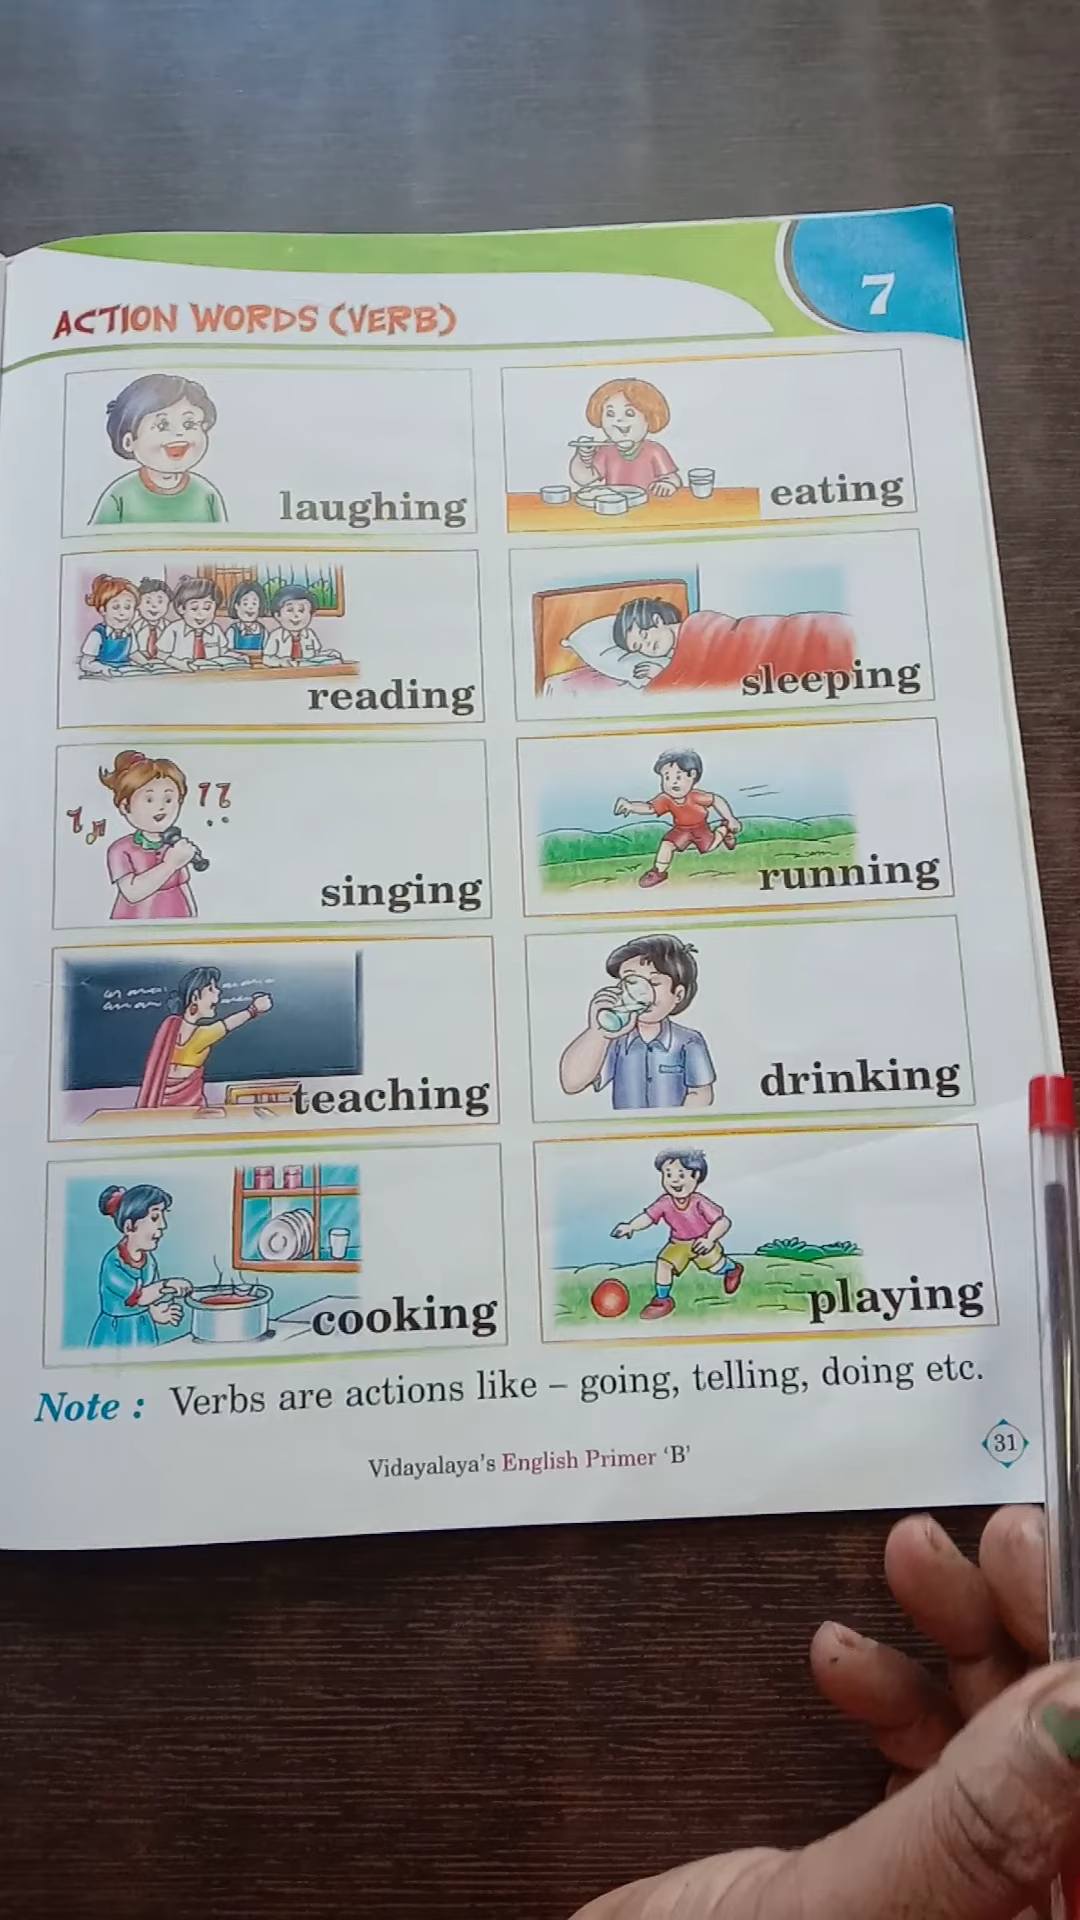 7
ACTION WORDS (VERB)
laughing
eating
reading
sleeping
singing
running
teaching
drinking
cooking
playing
Note : Verbs are actions like – going, telling, doing etc.
Vidayalaya's English Primer 'B'
31